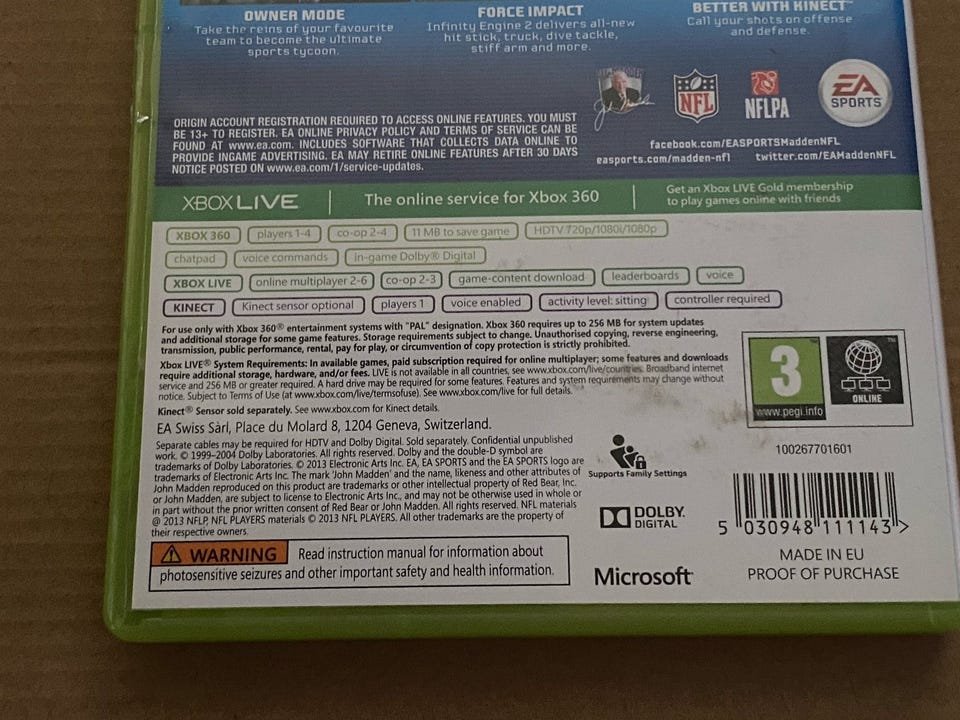 OWNER MODE
Take the reins of your favourite
team to become the ultimate
sports tycoon.
FORCE IMPACT
Infinity Engine 2 delivers all-new
hit stick, truck, dive tackle,
stiff arm and more.
BETTER WITH KINECT™
Call your shots on offense
and defense.
NFL
NFLPA
EA
SPORTS
ORIGIN ACCOUNT REGISTRATION REQUIRED TO ACCESS ONLINE FEATURES. YOU MUST
BE 13+ TO REGISTER. EA ONLINE PRIVACY POLICY AND TERMS OF SERVICE CAN BE
FOUND AT www.ea.com. INCLUDES SOFTWARE THAT COLLECTS DATA ONLINE TO
PROVIDE INGAME ADVERTISING. EA MAY RETIRE ONLINE FEATURES AFTER 30 DAYS
NOTICE POSTED ON www.ea.com/1/service-updates.
facebook.com/EASPORTSMaddenNFL
easports.com/madden-nfl twitter.com/EAMaddenNFL
XBOX LIVE The online service for Xbox 360
Get an Xbox LIVE Gold membership
to play games online with friends
XBOX 360 players 1-4 co-op 2-4 11 MB to save game HDTV 720p/1080i/1080p
chatpad voice commands in-game Dolby® Digital
XBOX LIVE online multiplayer 2-6 co-op 2-3 game-content download leaderboards voice
KINECT Kinect sensor optional players 1 voice enabled activity level: sitting controller required
For use only with Xbox 360® entertainment systems with "PAL" designation. Xbox 360 requires up to 256 MB for system updates
and additional storage for some game features. Storage requirements subject to change. Unauthorised copying, reverse engineering,
transmission, public performance, rental, pay for play, or circumvention of copy protection is strictly prohibited.
Xbox LIVE® System Requirements: In available games, paid subscription required for online multiplayer; some features and downloads
require additional storage, hardware, and/or fees. LIVE is not available in all countries, see www.xbox.com/live/countries. Broadband internet
service and 256 MB or greater required. A hard drive may be required for some features. Features and system requirements may change without
notice. Subject to Terms of Use (at www.xbox.com/live/termsofuse). See www.xbox.com/live for full details.
Kinect® Sensor sold separately. See www.xbox.com for Kinect details.
EA Swiss Sàrl, Place du Molard 8, 1204 Geneva, Switzerland.
Separate cables may be required for HDTV and Dolby Digital. Sold separately. Confidential unpublished
work. © 1999–2004 Dolby Laboratories. All rights reserved. Dolby and the double-D symbol are
trademarks of Dolby Laboratories. © 2013 Electronic Arts Inc. EA, EA SPORTS and the EA SPORTS logo are
trademarks of Electronic Arts Inc. The mark 'John Madden' and the name, likeness and other attributes of
John Madden reproduced on this product are trademarks or other intellectual property of Red Bear, Inc.
or John Madden, are subject to license to Electronic Arts Inc., and may not be otherwise used in whole or
in part without the prior written consent of Red Bear or John Madden. All rights reserved. NFL materials
@ 2013 NFLP. NFL PLAYERS materials © 2013 NFL PLAYERS. All other trademarks are the property of
their respective owners.
WARNING Read instruction manual for information about
photosensitive seizures and other important safety and health information.
Supports Family Settings
DOLBY
DIGITAL
Microsoft
3
www.pegi.info
ONLINE
100267701601
5 030948 111143 >
MADE IN EU
PROOF OF PURCHASE